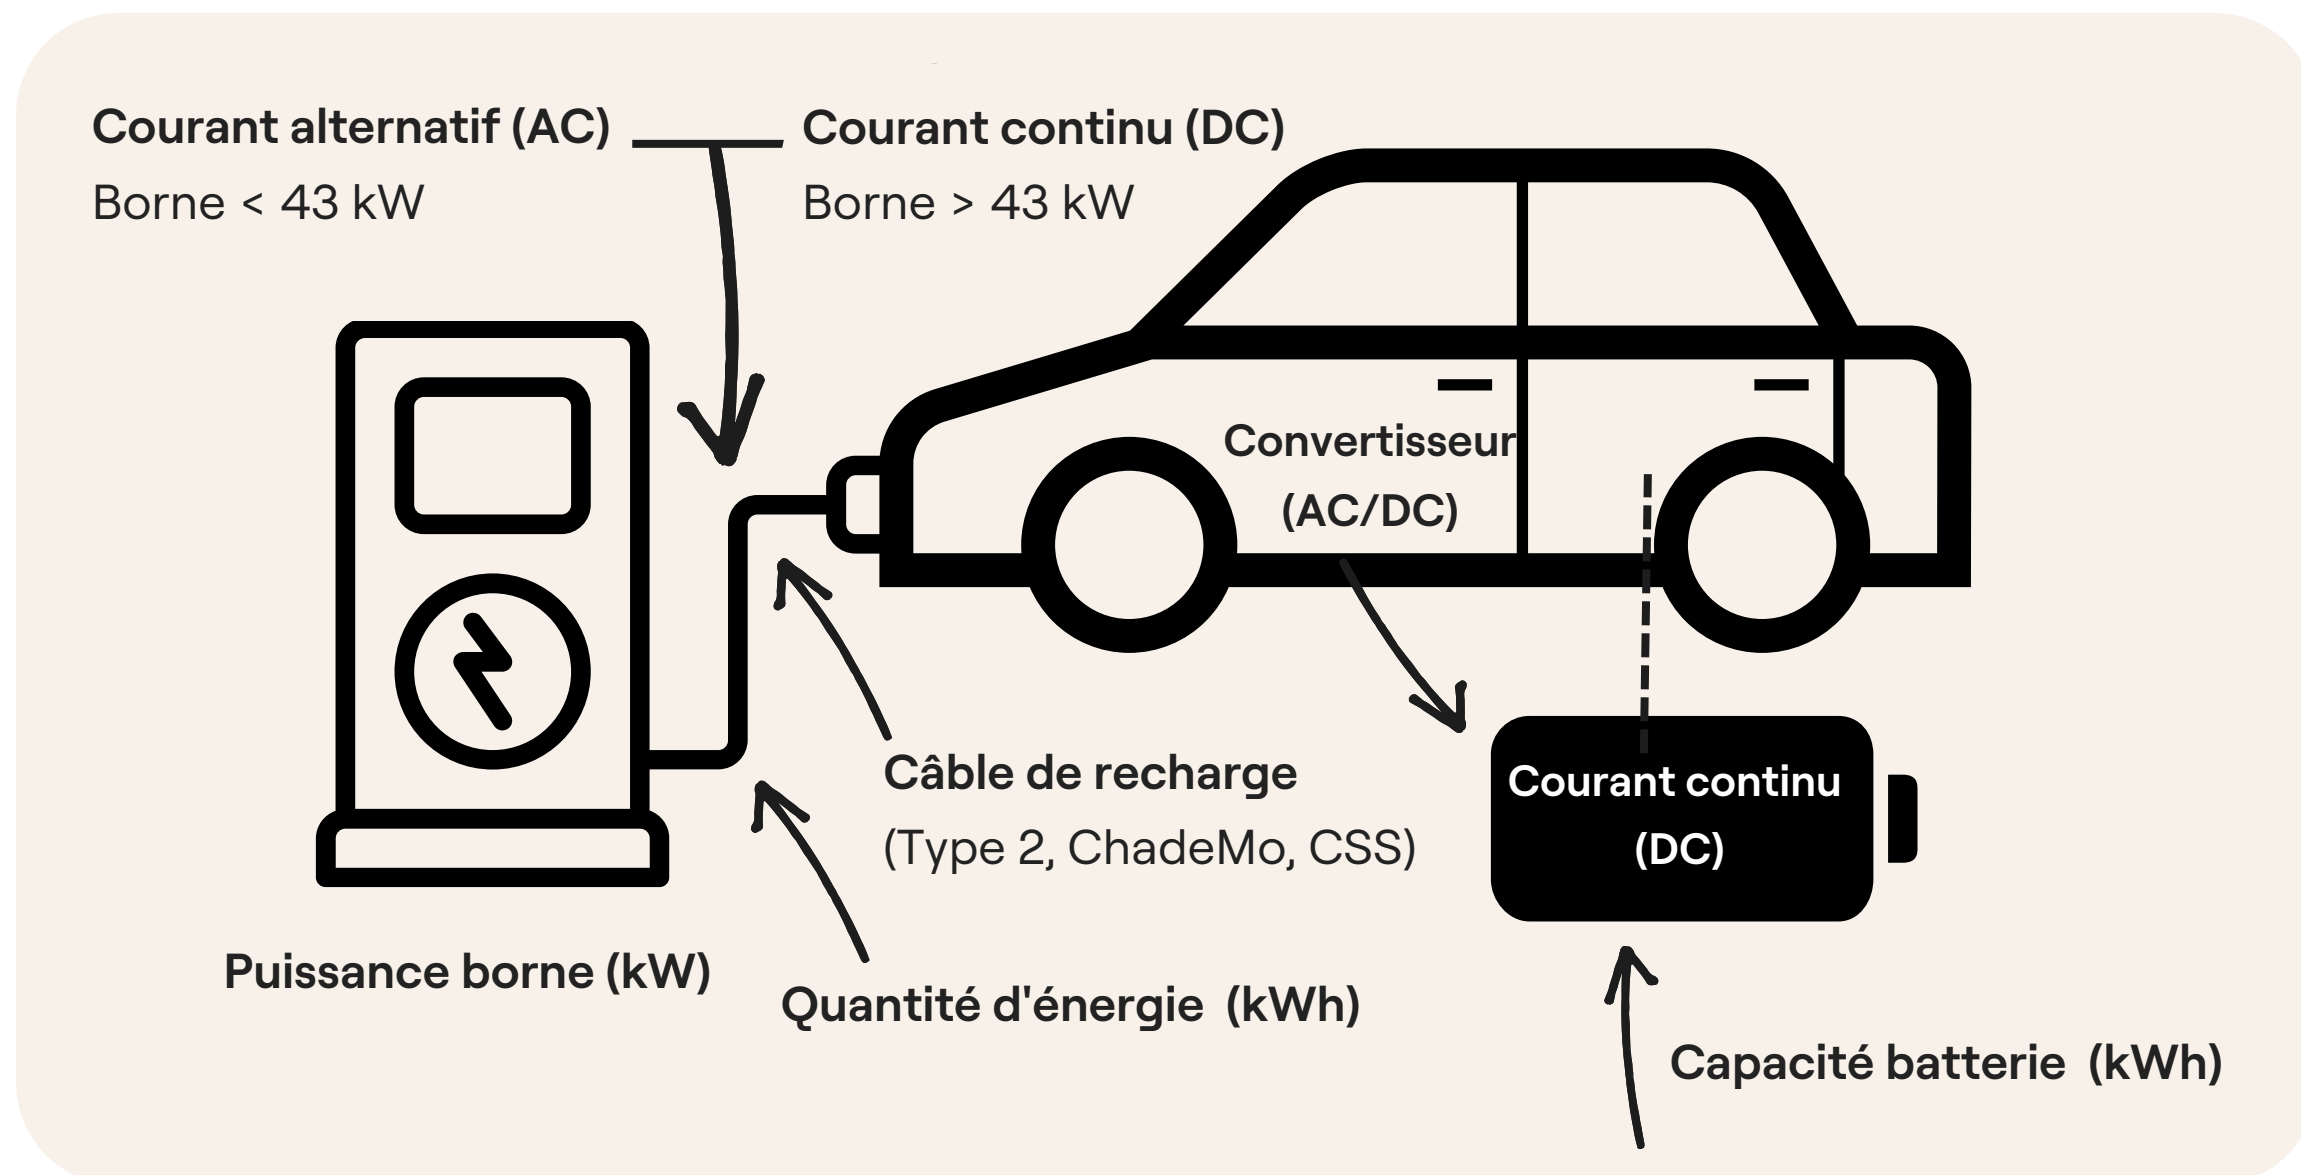 Courant alternatif (AC)
Borne < 43 kW
Courant continu (DC)
Borne > 43 kW
Convertisseur
(AC/DC)
Câble de recharge
(Type 2, ChadeMo, CSS)
Courant continu
(DC)
Puissance borne (kW)
Quantité d'énergie (kWh)
Capacité batterie (kWh)